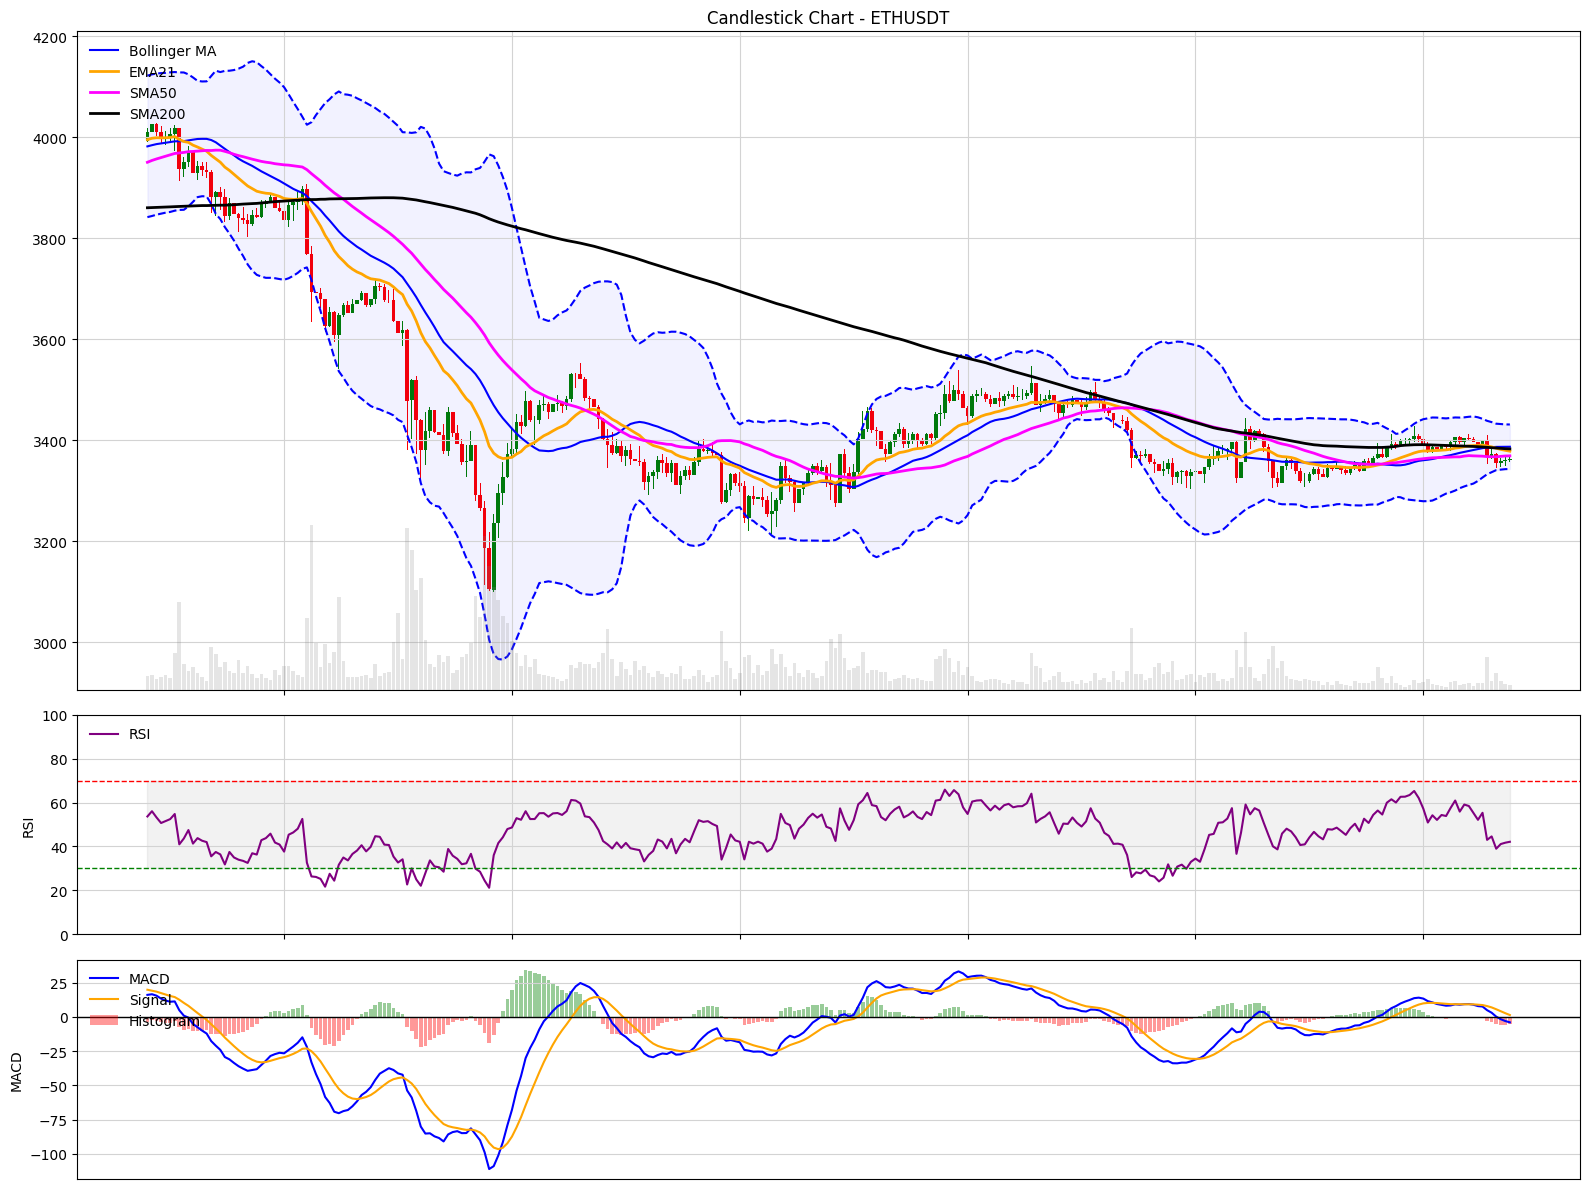 Candlestick Chart - ETHUSDT
4200
4000
3800
3600
3400
3200
3000
Bollinger MA
EMA21
SMA50
SMA200
100
80
60
40
20
0
RSI
RSI
25
0
−25
−50
−75
−100
MACD
MACD
Signal
Histogram